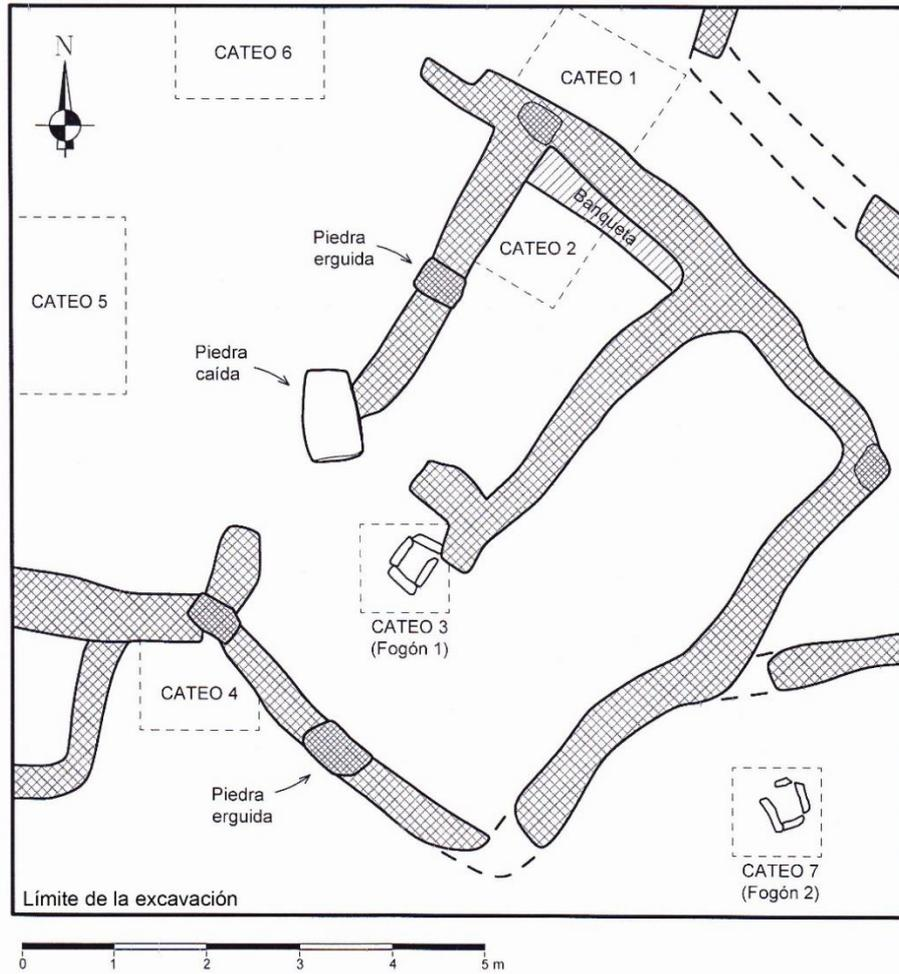 CATEO 6
N
CATEO 1
Banqueta
Piedra
erguida
CATEO 2
CATEO 5
Piedra
caída
CATEO 3
(Fogón 1)
CATEO 4
Piedra
erguida
CATEO 7
(Fogón 2)
Límite de la excavación
0 1 2 3 4 5 m